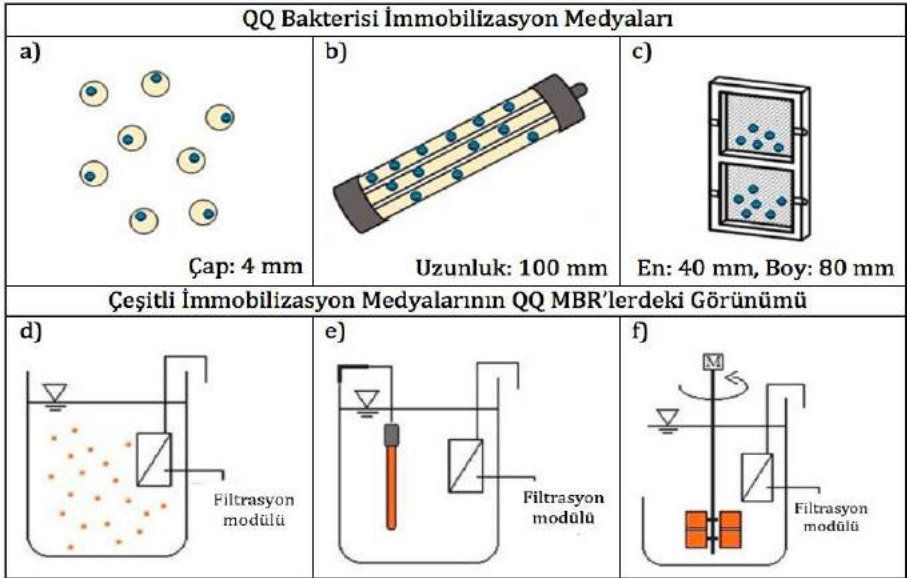 QQ Bakterisi İmmobilizasyon Medyaları
a)
b)
c)
Çap: 4 mm
Uzunluk: 100 mm
En: 40 mm, Boy: 80 mm
Çeşitli İmmobilizasyon Medyalarının QQ MBR'lerdeki Görünümü
d)
e)
f)
M
Filtrasyon
modülü
Filtrasyon
modülü
Filtrasyon
modülü